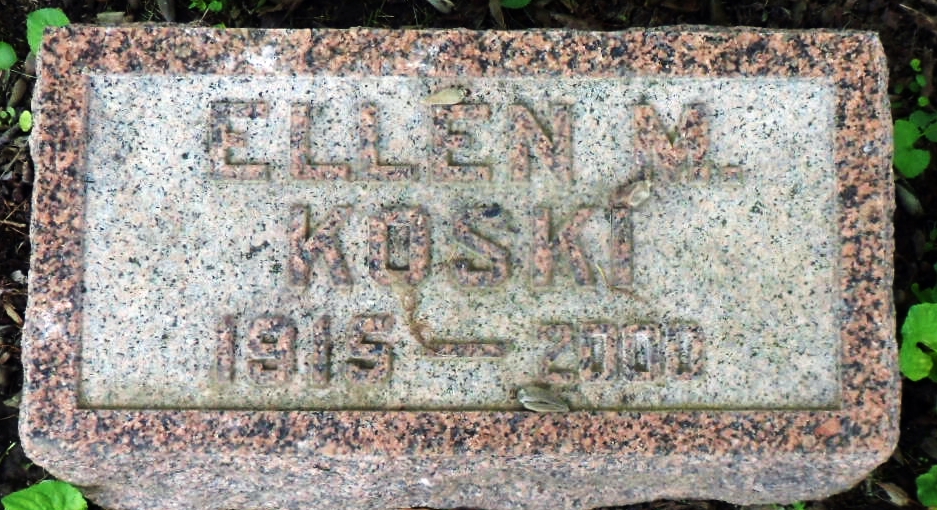 ELLEN M.
KOSKI
1915 — 2000